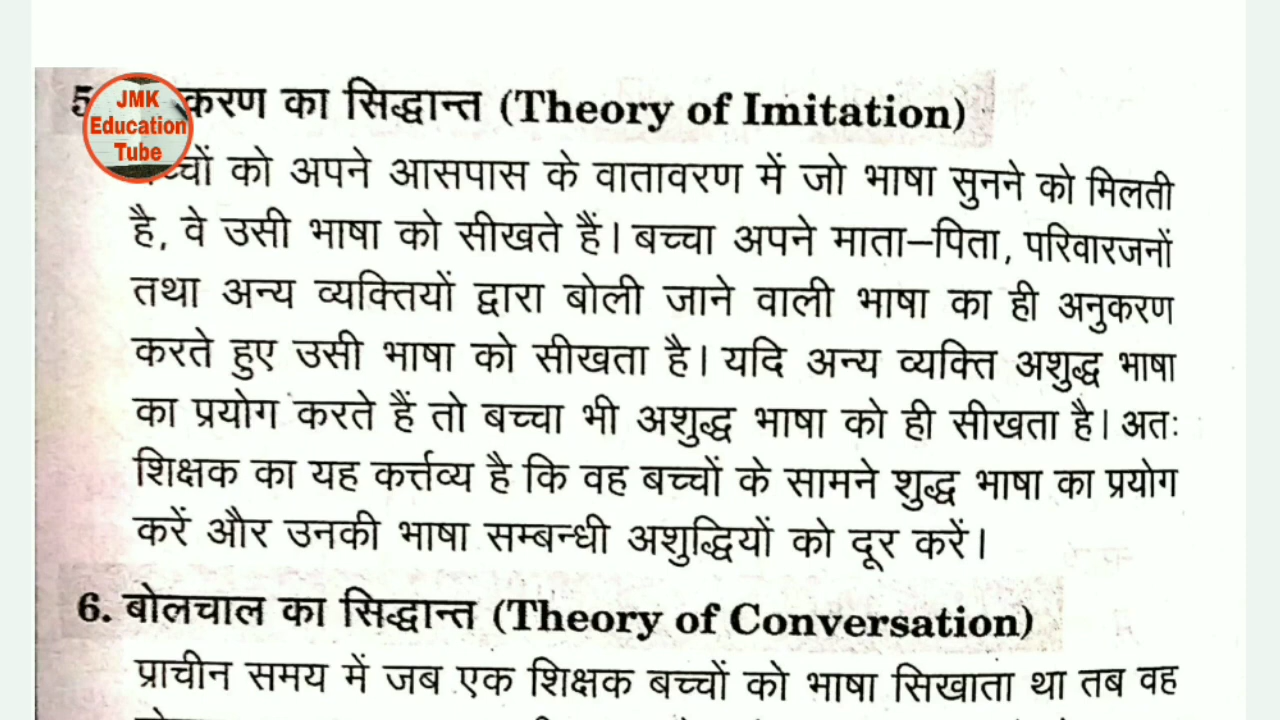 JMK
Education
Tube
करण का सिद्धान्त (Theory of Imitation)
को अपने आसपास के वातावरण में जो भाषा सुनने को मिलती
है, वे उसी भाषा को सीखते हैं। बच्चा अपने माता–पिता, परिवारजनों
तथा अन्य व्यक्तियों द्वारा बोली जाने वाली भाषा का ही अनुकरण
करते हुए उसी भाषा को सीखता है। यदि अन्य व्यक्ति अशुद्ध भाषा
का प्रयोग करते हैं तो बच्चा भी अशुद्ध भाषा को ही सीखता है। अतः
शिक्षक का यह कर्त्तव्य है कि वह बच्चों के सामने शुद्ध भाषा का प्रयोग
करें और उनकी भाषा सम्बन्धी अशुद्धियों को दूर करें।
6. बोलचाल का सिद्धान्त (Theory of Conversation)
प्राचीन समय में जब एक शिक्षक बच्चों को भाषा सिखाता था तब वह